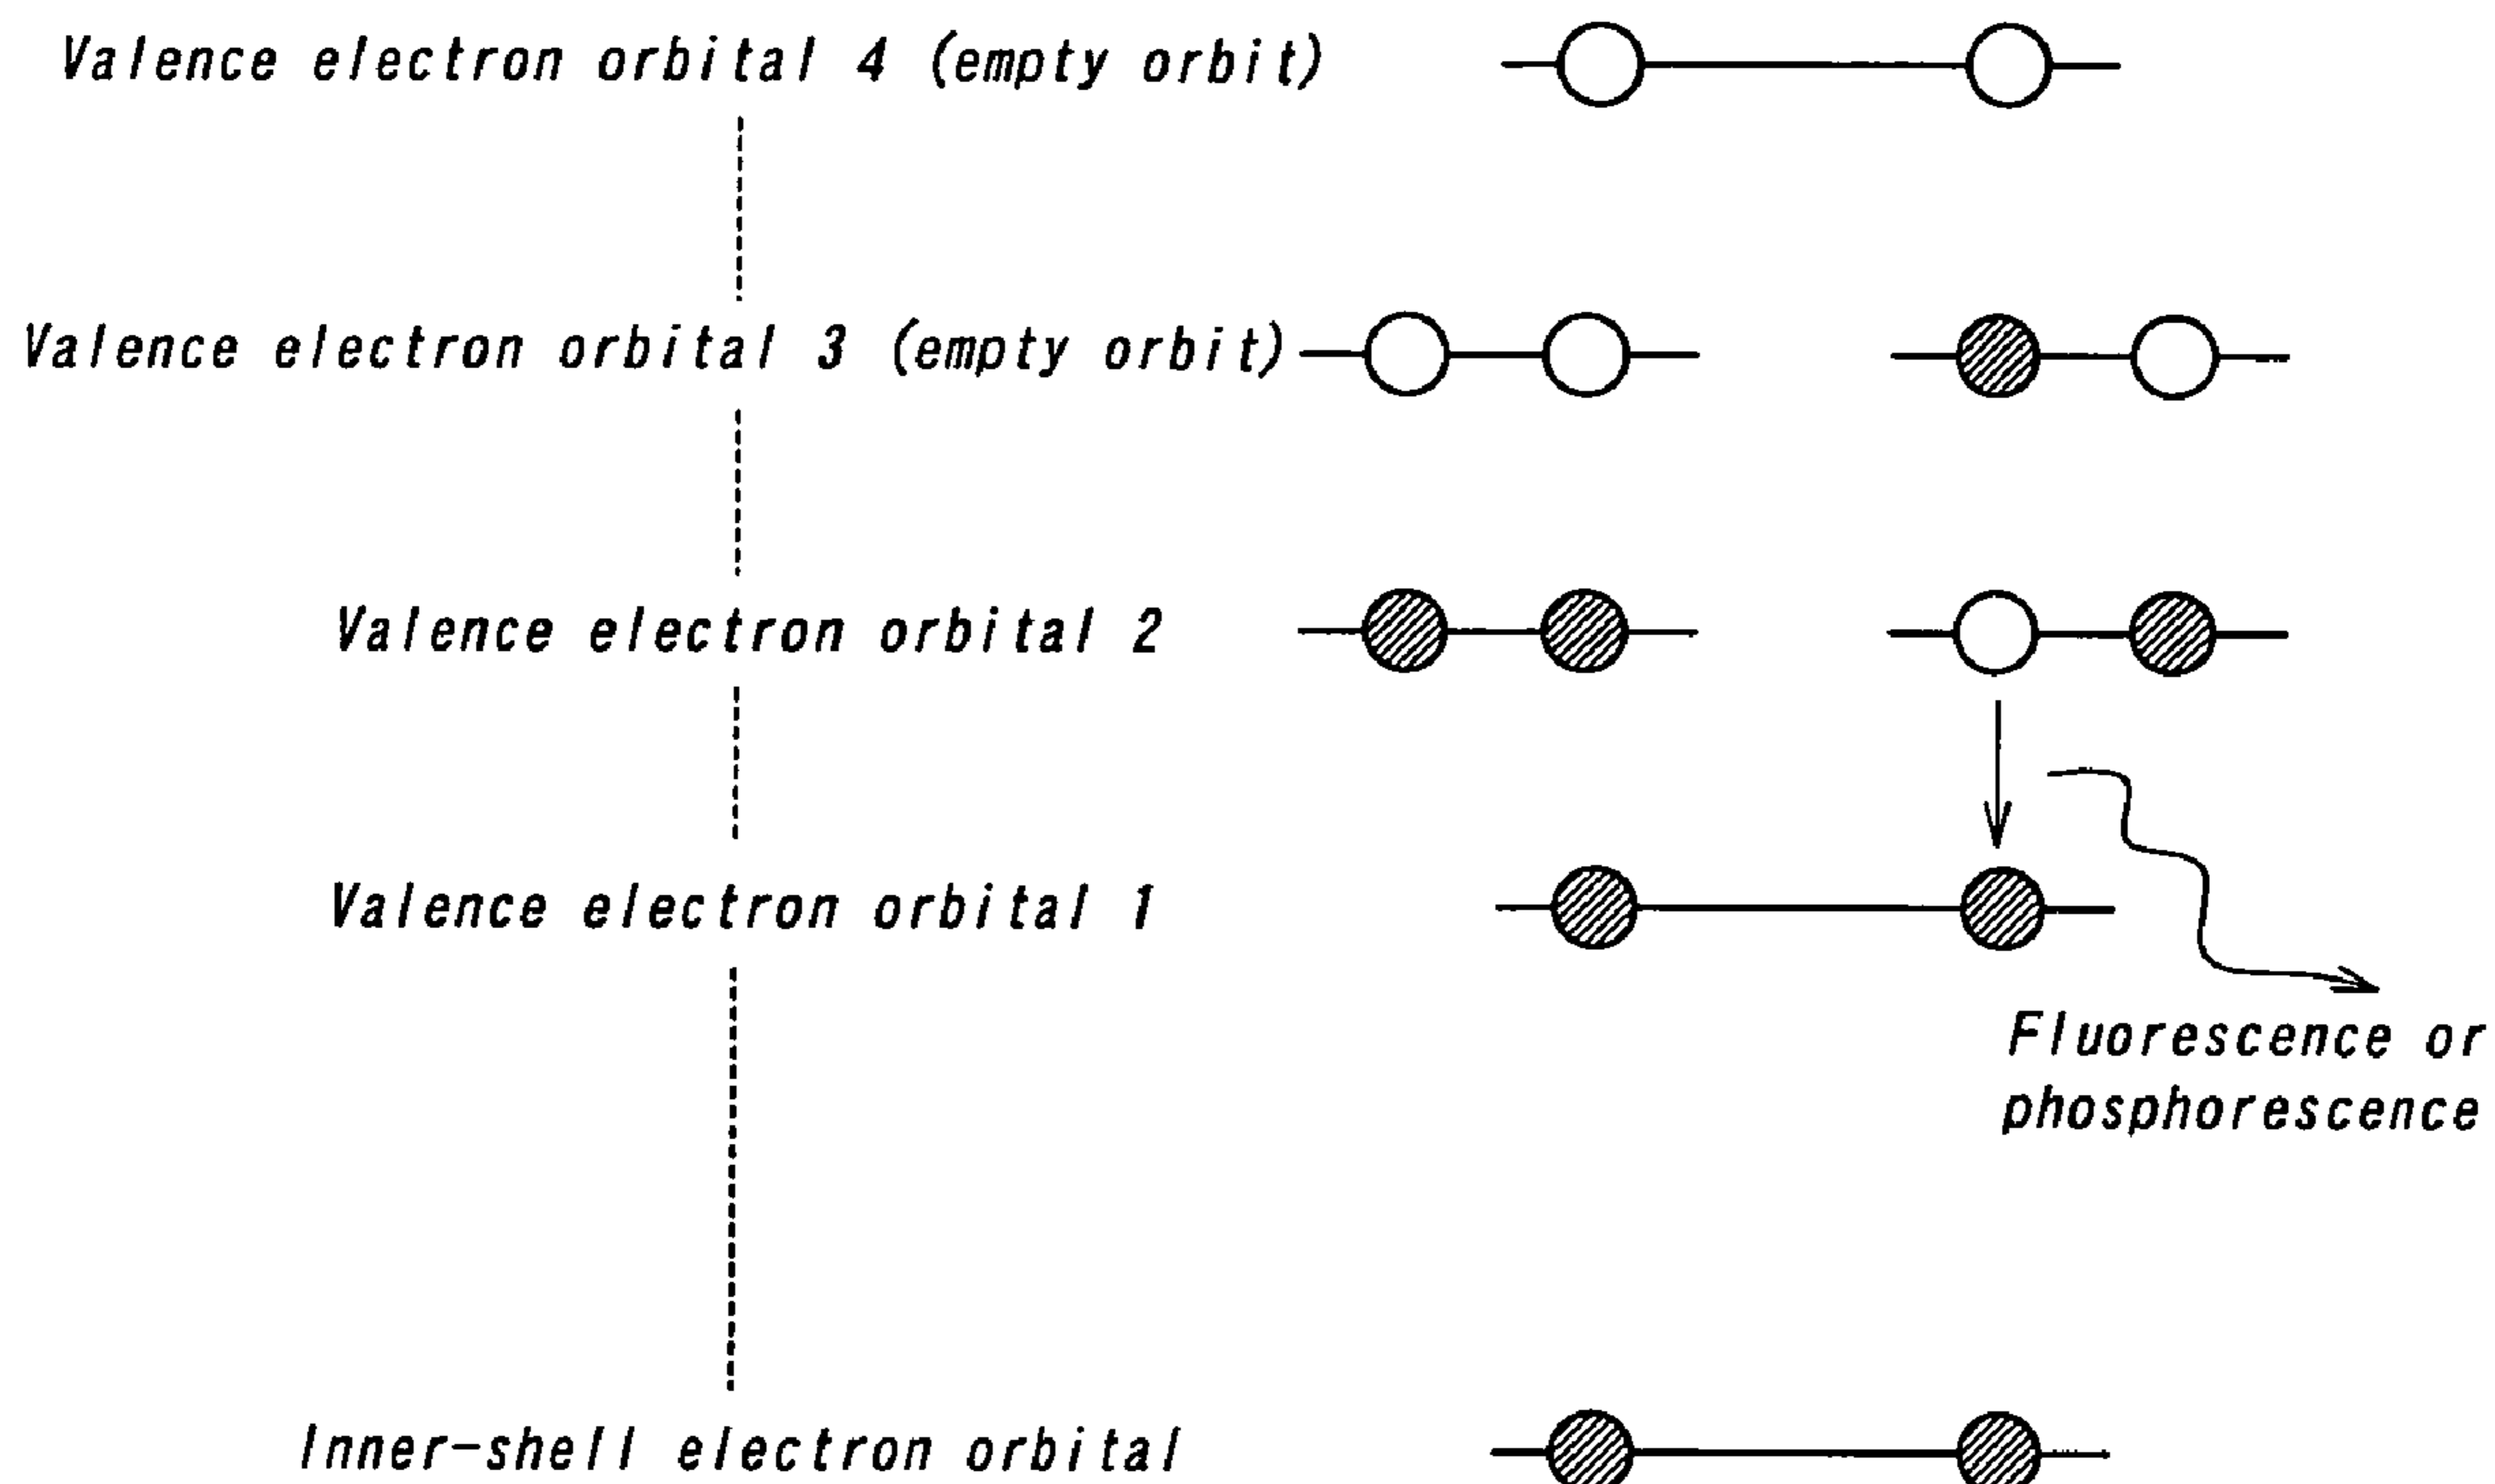 Valence electron orbital 4 (empty orbit)
Valence electron orbital 3 (empty orbit)
Valence electron orbital 2
Valence electron orbital 1
Fluorescence or
phosphorescence
Inner-shell electron orbital